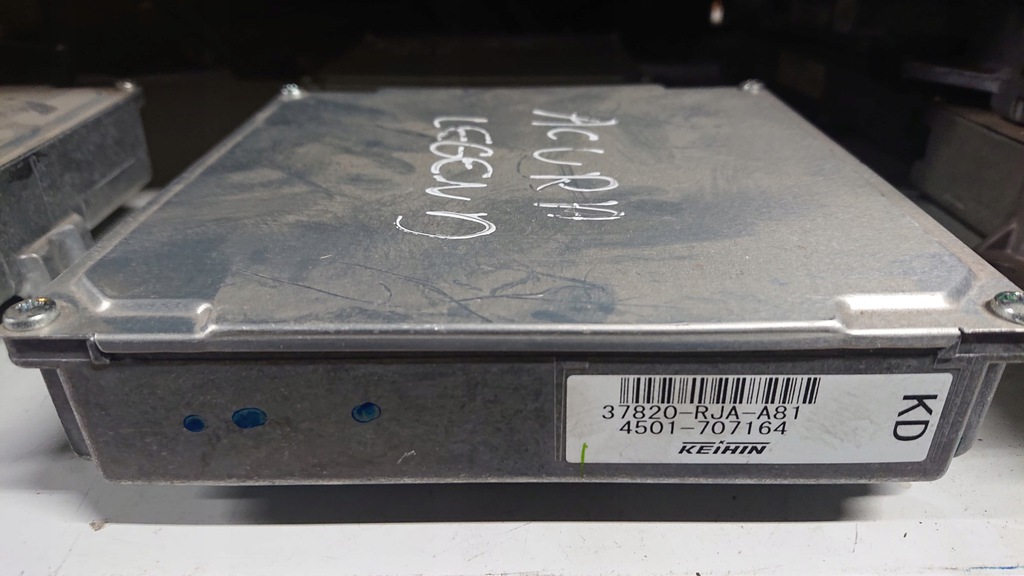 ACURA
LEGEND
37820-RJA-A81
4501-707164
KEIHIN
KD